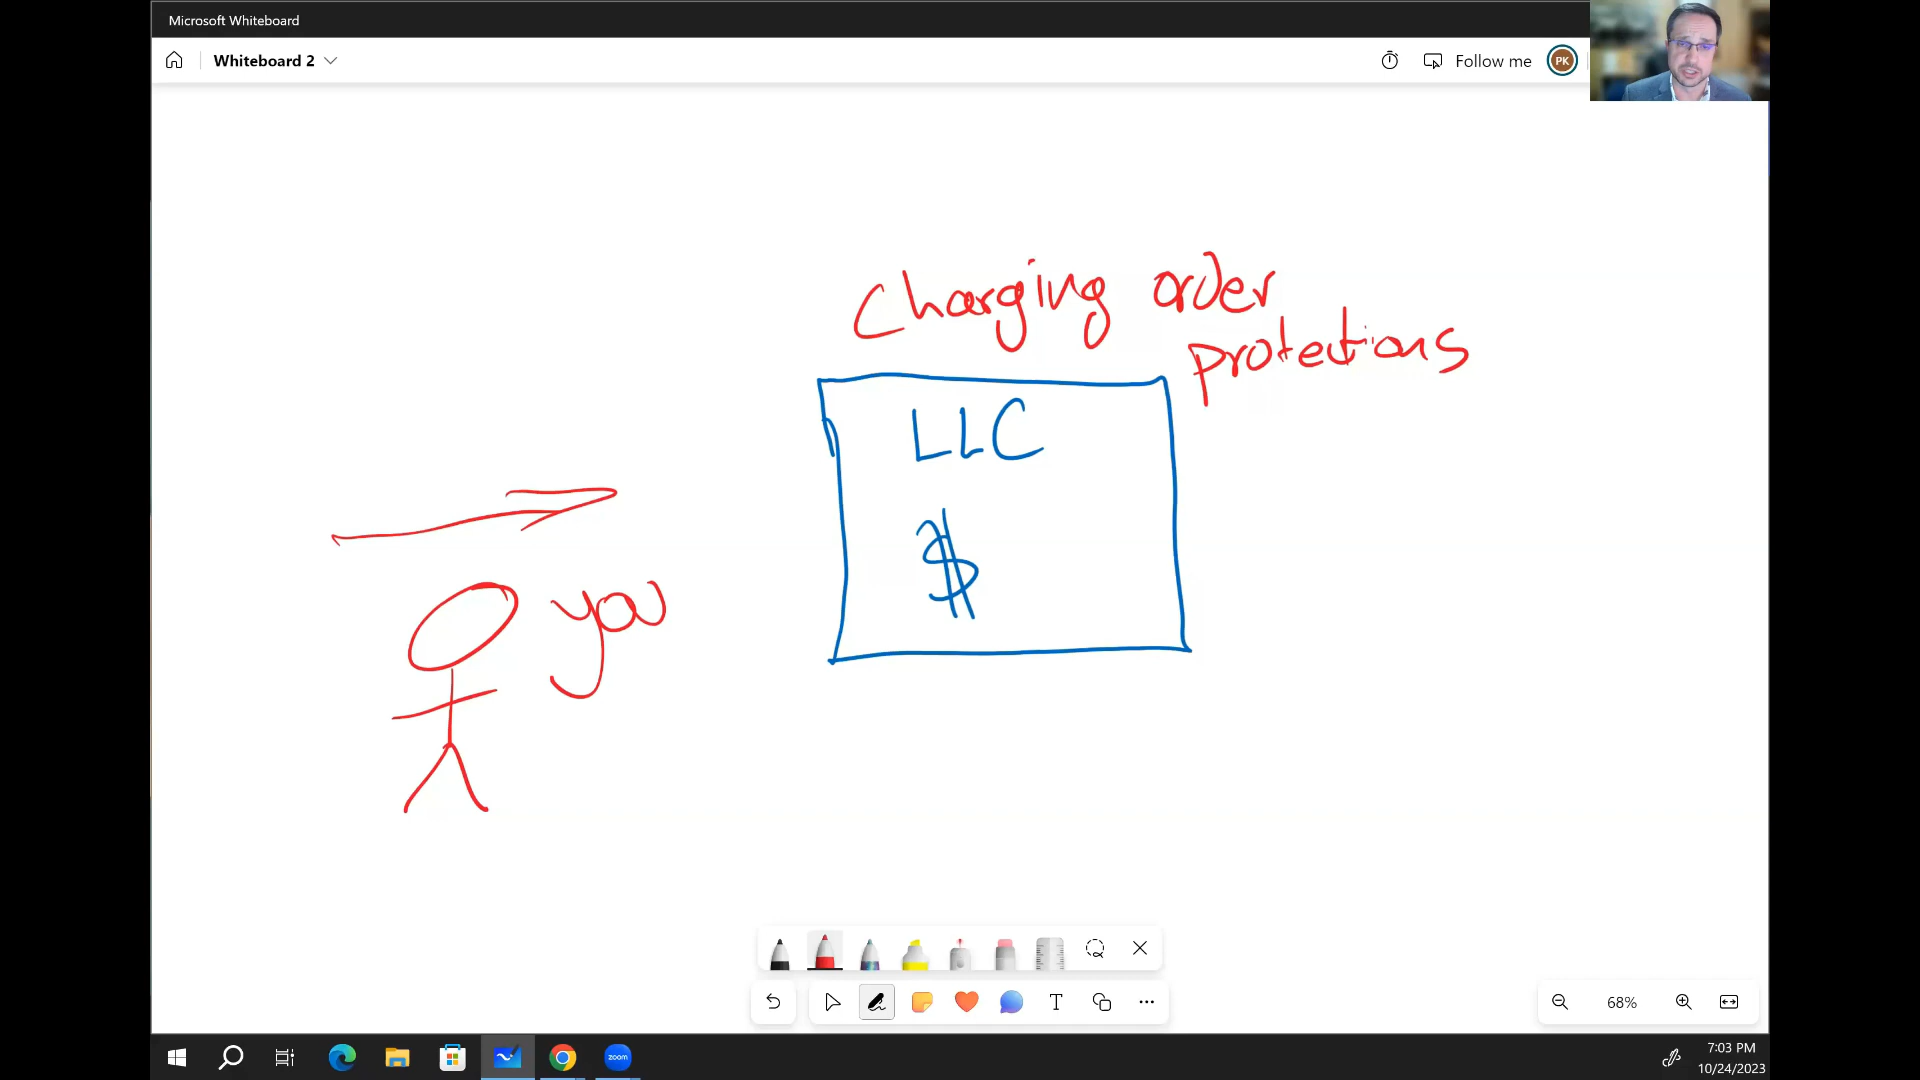 Microsoft Whiteboard
Whiteboard 2
Follow me
PK
Charging order
protections
LLC
$
you
T
68%
zoom
7:03 PM
10/24/2023